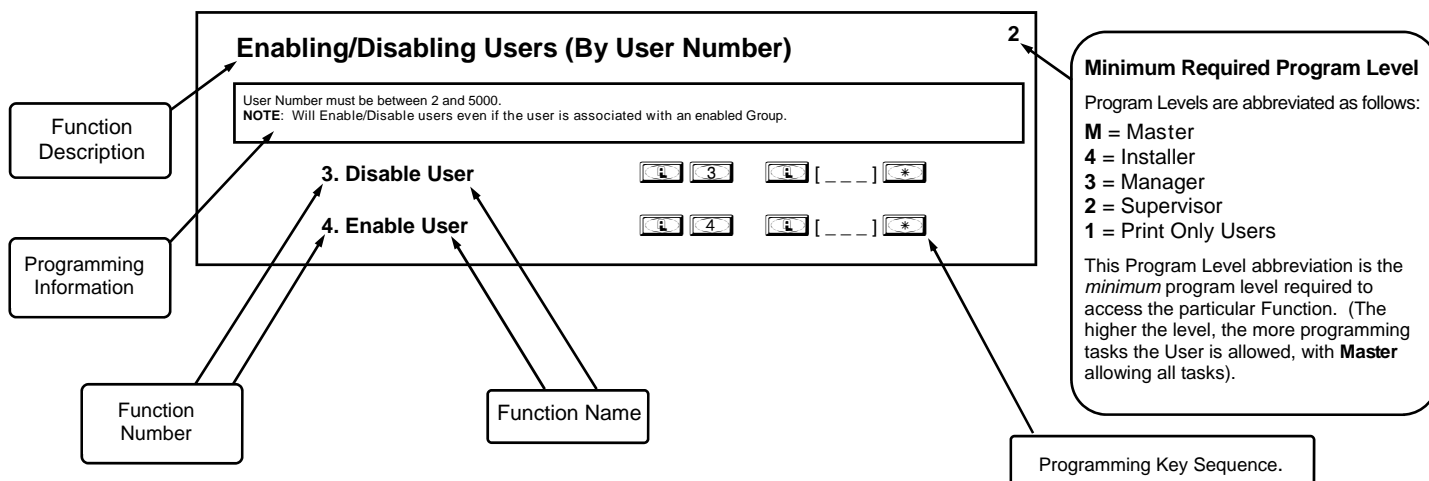 Enabling/Disabling Users (By User Number)
2
User Number must be between 2 and 5000.
NOTE: Will Enable/Disable users even if the user is associated with an enabled Group.
3. Disable User
3
[ _ _ _ ]
*
4. Enable User
4
[ _ _ _ ]
*
Function
Description
Programming
Information
Function
Number
Function Name
Programming Key Sequence.
Minimum Required Program Level
Program Levels are abbreviated as follows:
M = Master
4 = Installer
3 = Manager
2 = Supervisor
1 = Print Only Users
This Program Level abbreviation is the
minimum program level required to
access the particular Function. (The
higher the level, the more programming
tasks the User is allowed, with Master
allowing all tasks).